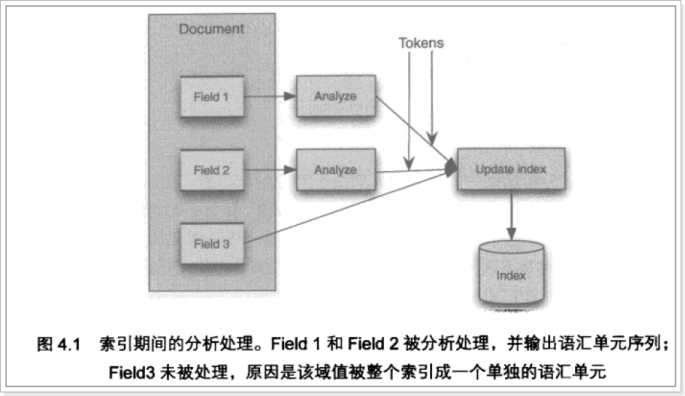 Document
Tokens
Field 1
Analyze
Field 2
Analyze
Update index
Field 3
Index
图 4.1 索引期间的分析处理。Field 1 和 Field 2 被分析处理，并输出语汇单元序列；
Field3 未被处理，原因是该域值被整个索引成一个单独的语汇单元